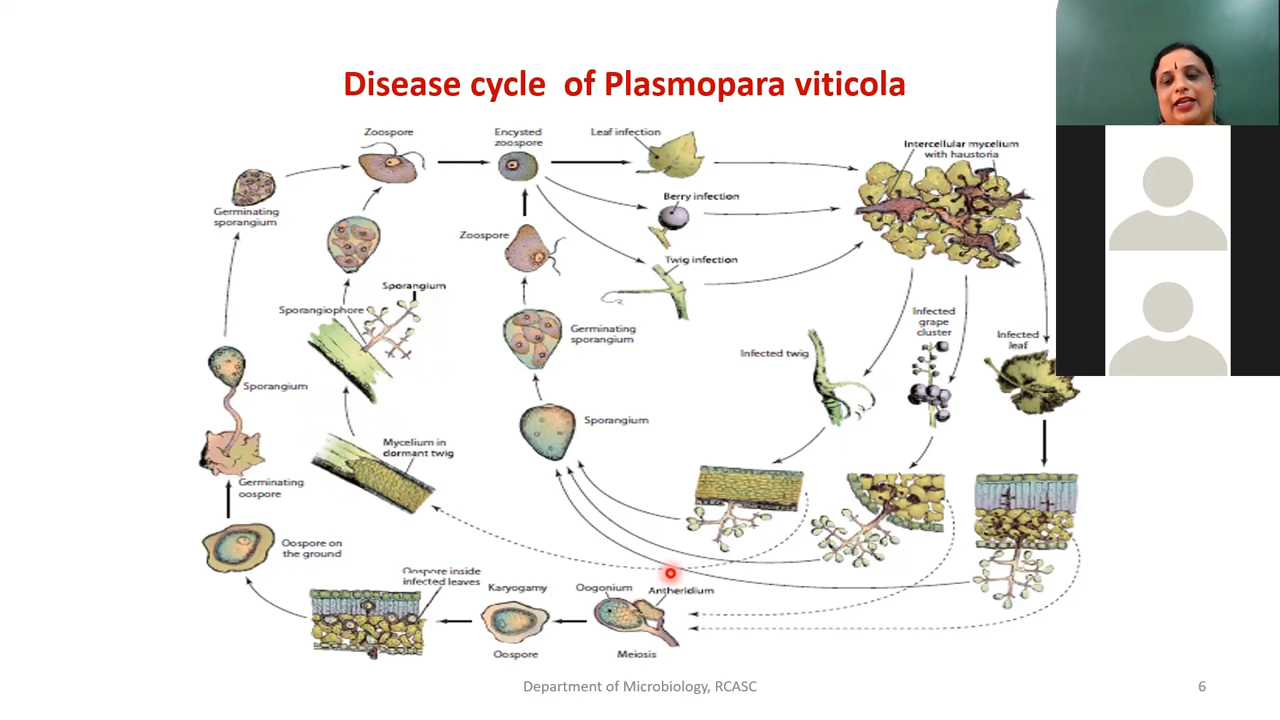 Disease cycle of Plasmopara viticola
Zoospore
Encysted
zoospore
Leaf infection
Intercellular mycelium
with haustoria
Germinating
sporangium
Berry infection
Zoospore
Twig infection
Sporangium
Sporangiophore
Germinating
sporangium
Infected
grape
cluster
Infected
leaf
Infected twig
Sporangium
Sporangium
Mycelium in
dormant twig
Germinating
oospore
Oospore on
the ground
Oospore inside
infected leaves
Karyogamy
Oogonium
Antheridium
Oospore
Meiosis
Department of Microbiology, RCASC
6